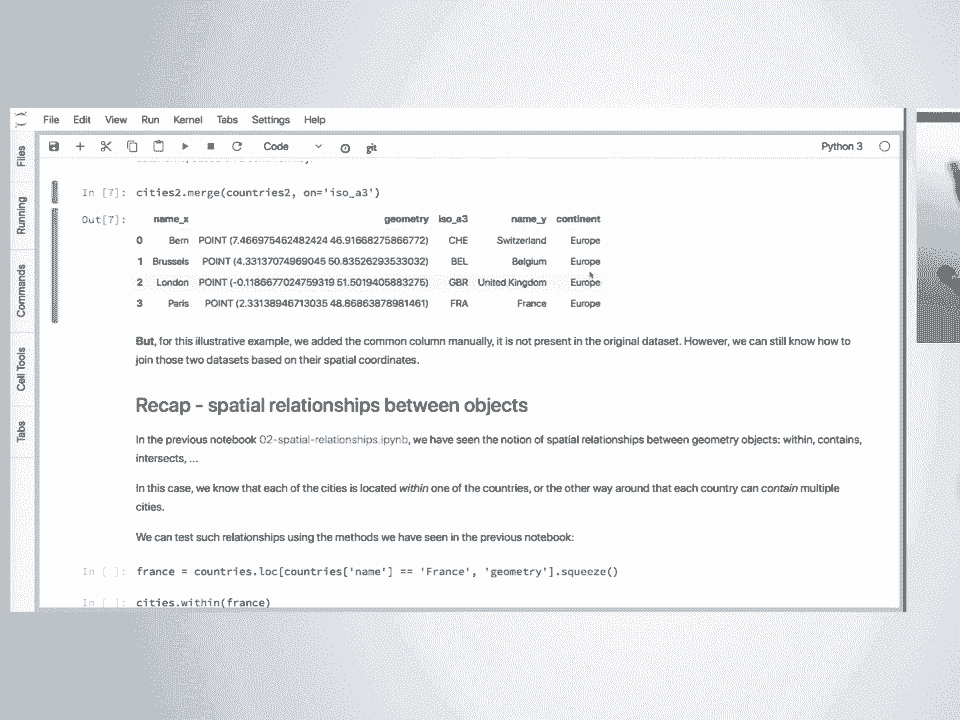 File Edit View Run Kernel Tabs Settings Help
Code
git
Python 3
Files
Running
Commands
Cell Tools
Tabs
In [7]: cities2.merge(countries2, on='iso_a3')
Out[7]: name_x geometry iso_a3 name_y continent
0 Bern POINT (7.466975462482424 46.91668275866772) CHE Switzerland Europe
1 Brussels POINT (4.33137074969045 50.83526293533032) BEL Belgium Europe
2 London POINT (-0.1186677024759319 51.5019405883275) GBR United Kingdom Europe
3 Paris POINT (2.33138946713035 48.86863878981461) FRA France Europe
But, for this illustrative example, we added the common column manually, it is not present in the original dataset. However, we can still know how to
join those two datasets based on their spatial coordinates.
Recap - spatial relationships between objects
In the previous notebook 02-spatial-relationships.ipynb, we have seen the notion of spatial relationships between geometry objects: within, contains,
intersects, ...
In this case, we know that each of the cities is located within one of the countries, or the other way around that each country can contain multiple
cities.
We can test such relationships using the methods we have seen in the previous notebook:
In [ ]: france = countries.loc[countries['name'] == 'France', 'geometry'].squeeze()
In [ ]: cities.within(france)